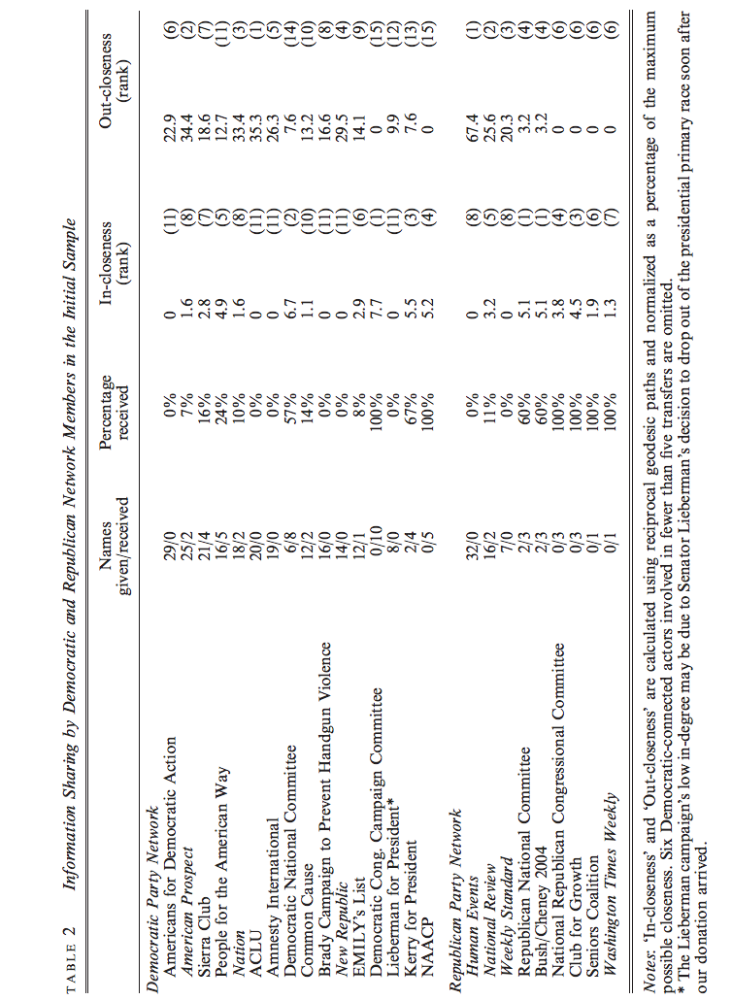 TABLE 2 Information Sharing by Democratic and Republican Network Members in the Initial Sample
Names given/received Percentage received In-closeness (rank) Out-closeness (rank)
Democratic Party Network
Americans for Democratic Action 29/0 0% 0 (11) 22.9 (6)
American Prospect 25/2 7% 1.6 (8) 34.4 (2)
Sierra Club 21/4 16% 2.8 (7) 18.6 (7)
People for the American Way 16/5 24% 4.9 (5) 12.7 (11)
Nation 18/2 10% 1.6 (8) 33.4 (3)
ACLU 20/0 0% 0 (11) 35.3 (1)
Amnesty International 19/0 0% 0 (11) 26.3 (5)
Democratic National Committee 6/8 57% 6.7 (2) 7.6 (14)
Common Cause 12/2 14% 1.1 (10) 13.2 (10)
Brady Campaign to Prevent Handgun Violence 16/0 0% 0 (11) 16.6 (8)
New Republic 14/0 0% 0 (11) 29.5 (4)
EMILY's List 12/1 8% 2.9 (6) 14.1 (9)
Democratic Cong. Campaign Committee 0/10 100% 7.7 (1) 0 (15)
Lieberman for President* 8/0 0% 0 (11) 9.9 (12)
Kerry for President 2/4 67% 5.5 (3) 7.6 (13)
NAACP 0/5 100% 5.2 (4) 0 (15)
Republican Party Network
Human Events 32/0 0% 0 (8) 67.4 (1)
National Review 16/2 11% 3.2 (5) 25.6 (2)
Weekly Standard 7/0 0% 0 (8) 20.3 (3)
Republican National Committee 2/3 60% 5.1 (1) 3.2 (4)
Bush/Cheney 2004 2/3 60% 5.1 (1) 3.2 (4)
National Republican Congressional Committee 0/3 100% 3.8 (4) 0 (6)
Club for Growth 0/3 100% 4.5 (3) 0 (6)
Seniors Coalition 0/1 100% 1.9 (6) 0 (6)
Washington Times Weekly 0/1 100% 1.3 (7) 0 (6)
Notes: 'In-closeness' and 'Out-closeness' are calculated using reciprocal geodesic paths and normalized as a percentage of the maximum
possible closeness. Six Democratic-connected actors involved in fewer than five transfers are omitted.
* The Lieberman campaign's low in-degree may be due to Senator Lieberman's decision to drop out of the presidential primary race soon after
our donation arrived.